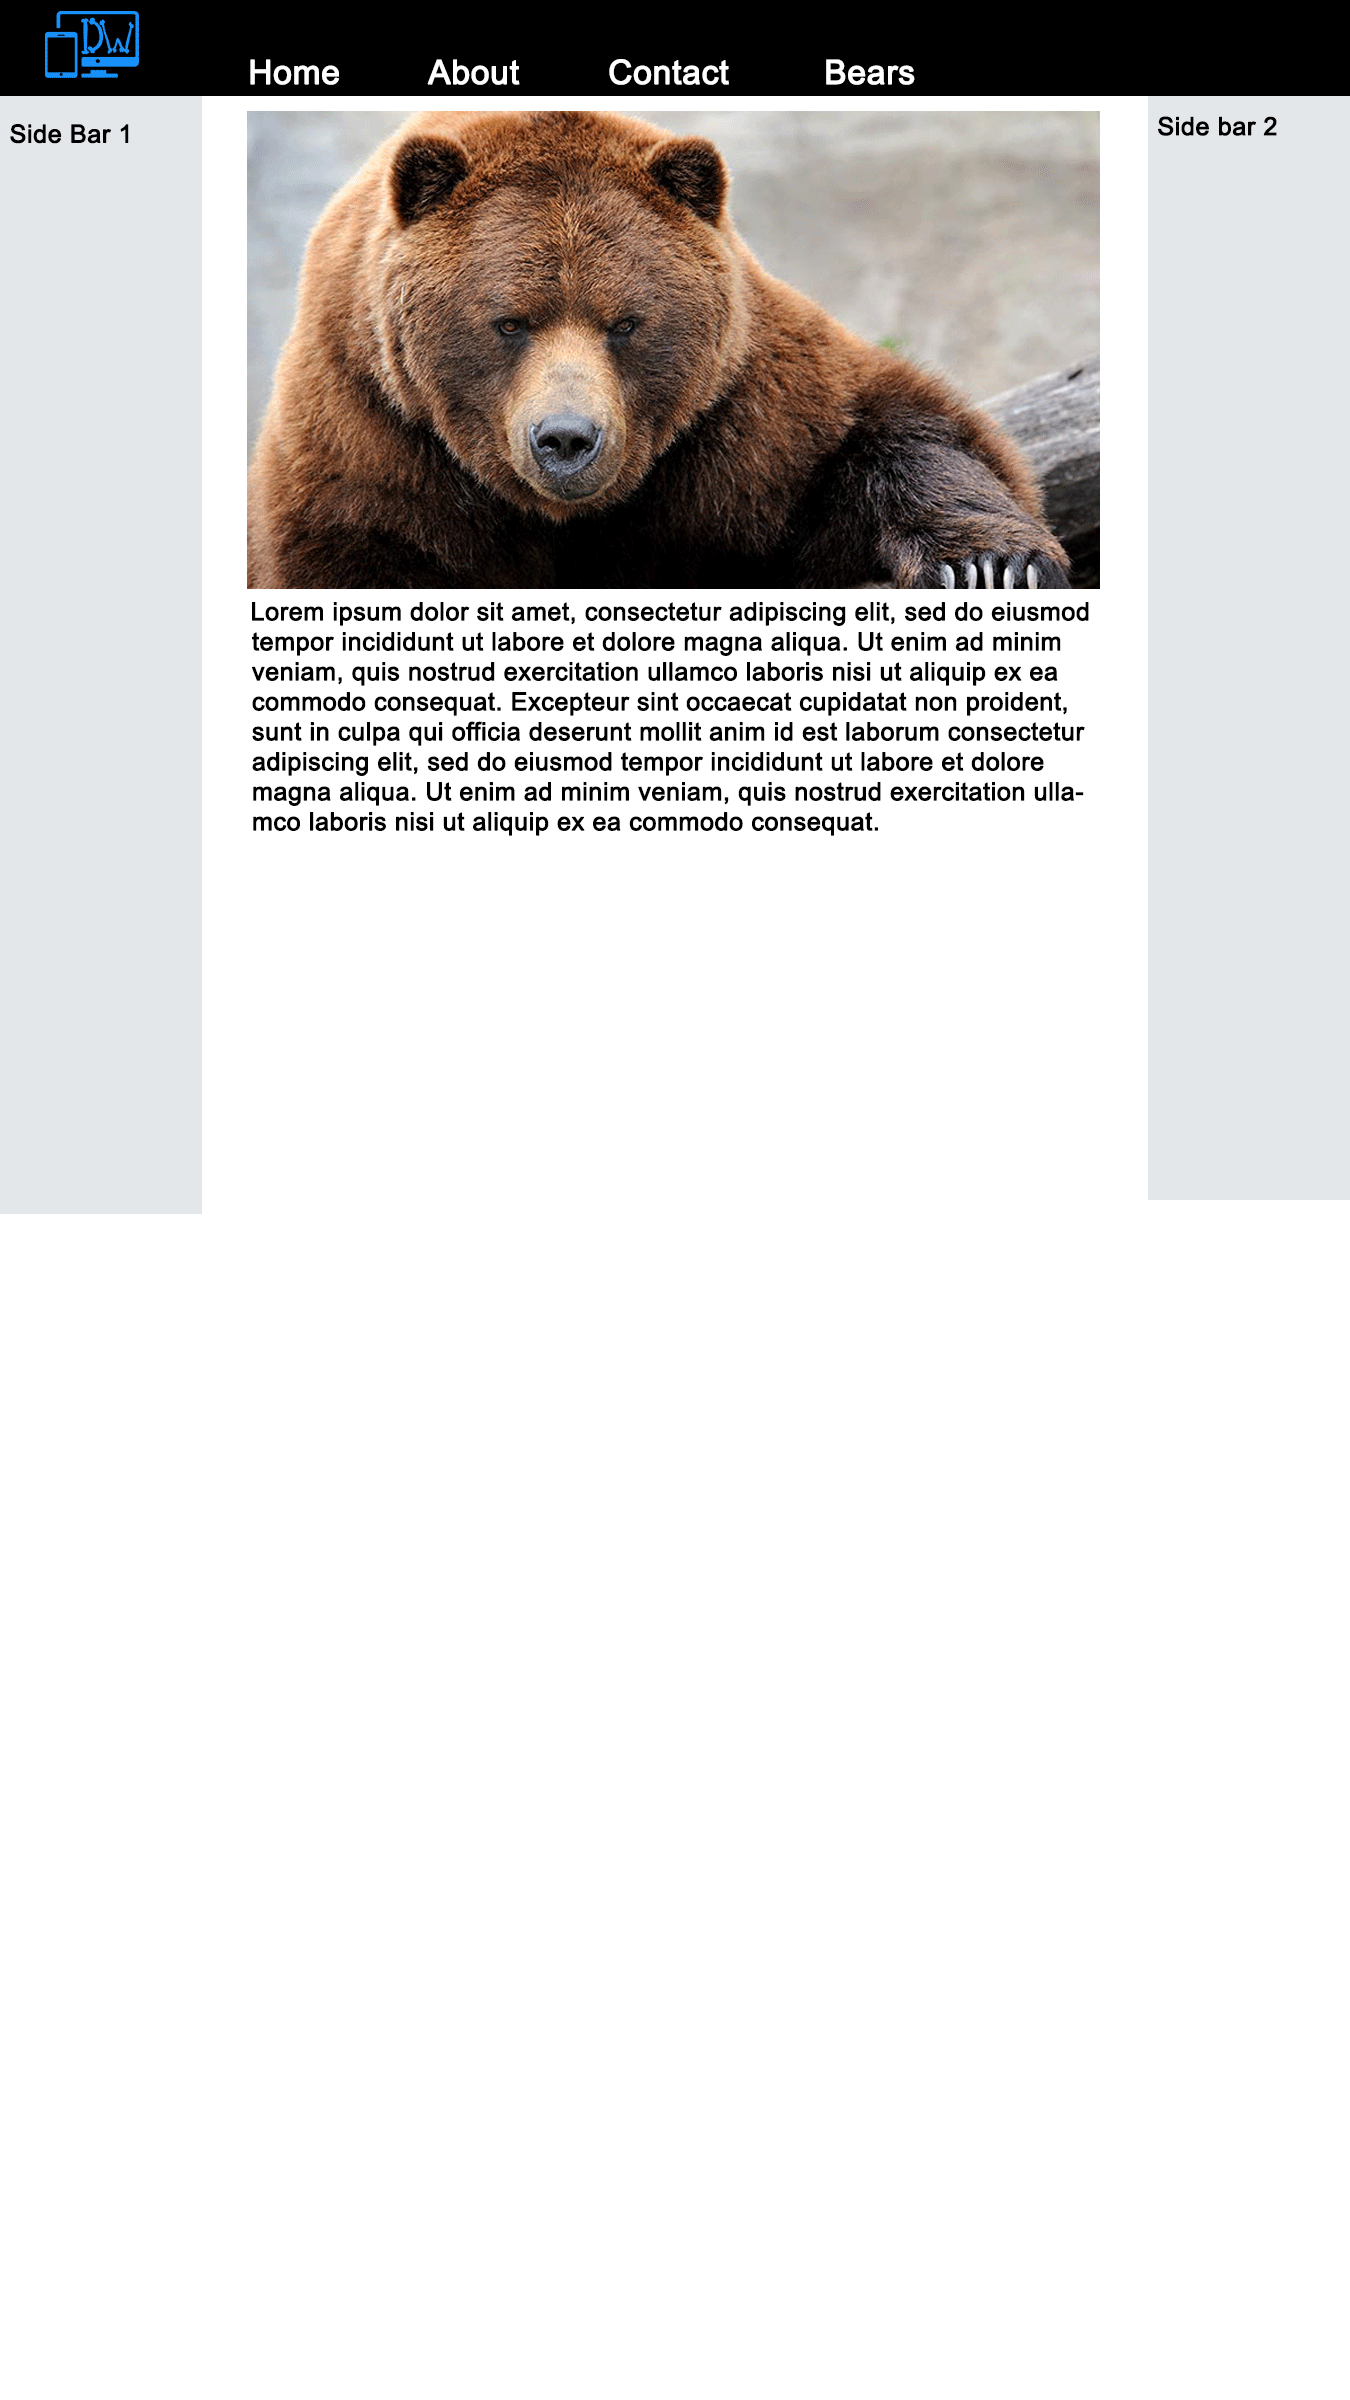 DW
Home About Contact Bears
Side Bar 1
Side bar 2
Lorem ipsum dolor sit amet, consectetur adipiscing elit, sed do eiusmod
tempor incididunt ut labore et dolore magna aliqua. Ut enim ad minim
veniam, quis nostrud exercitation ullamco laboris nisi ut aliquip ex ea
commodo consequat. Excepteur sint occaecat cupidatat non proident,
sunt in culpa qui officia deserunt mollit anim id est laborum consectetur
adipiscing elit, sed do eiusmod tempor incididunt ut labore et dolore
magna aliqua. Ut enim ad minim veniam, quis nostrud exercitation ulla-
mco laboris nisi ut aliquip ex ea commodo consequat.